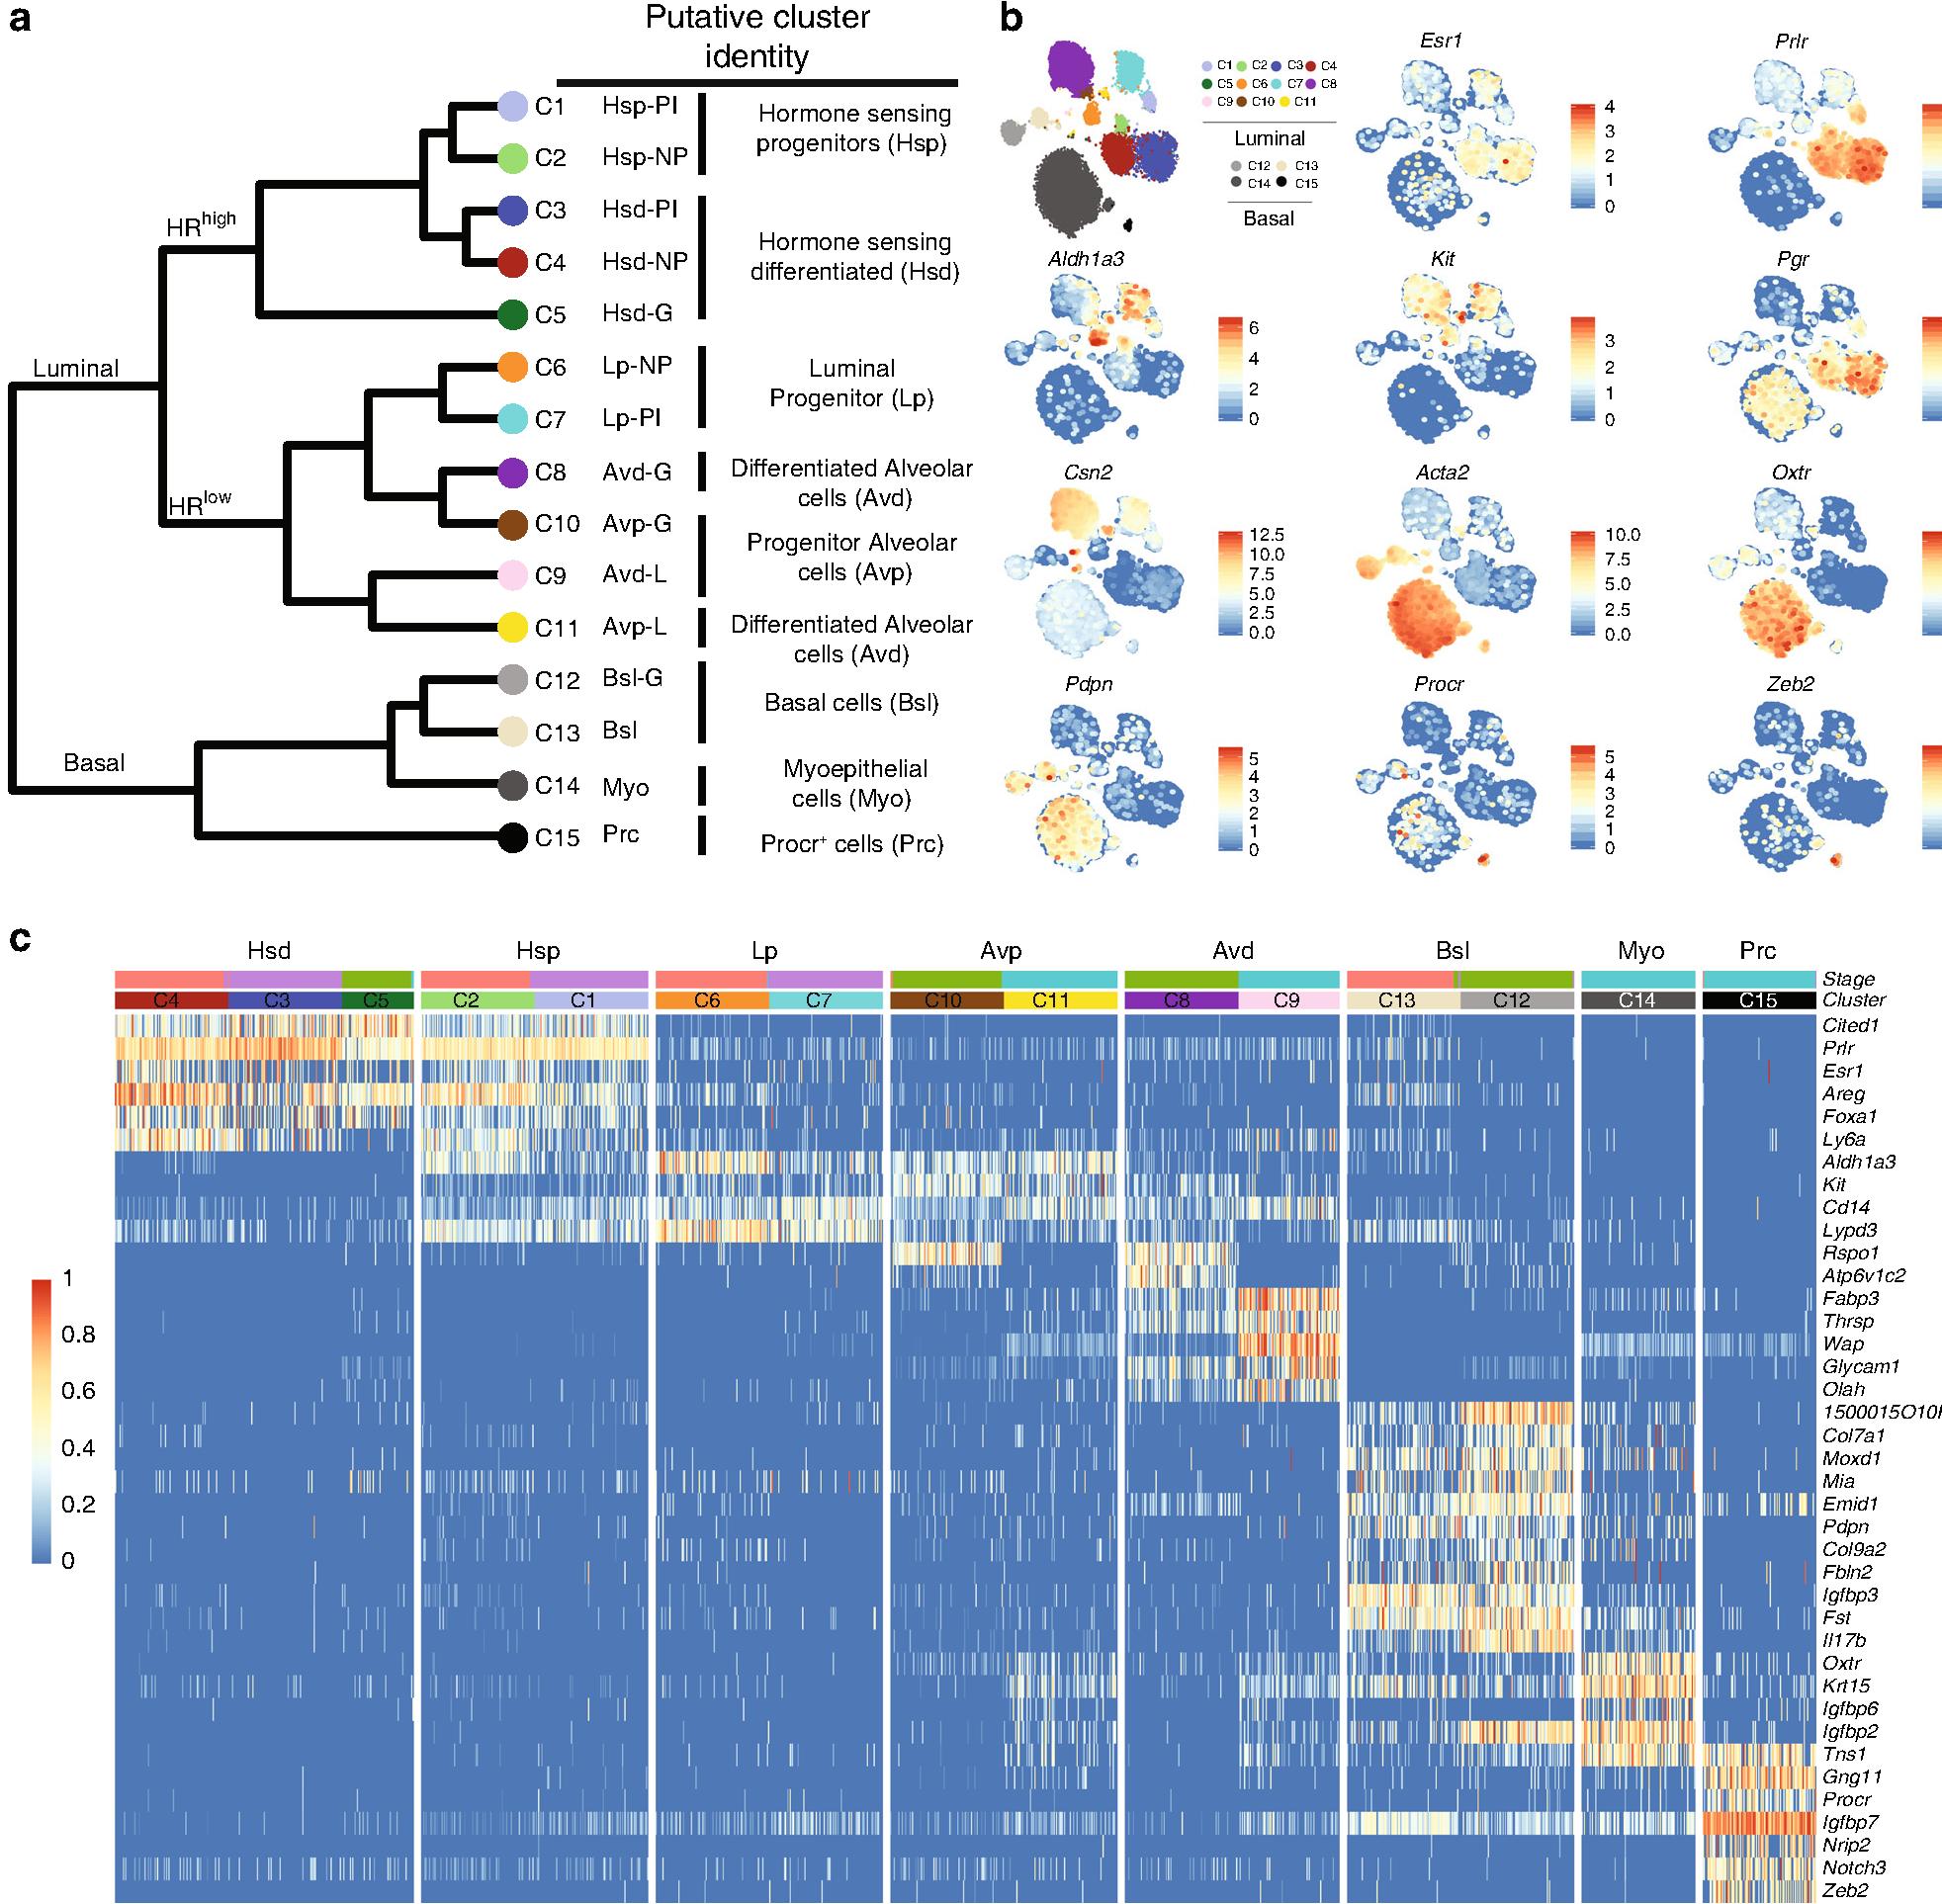 a
Putative cluster
identity
C1 Hsp-PI
C2 Hsp-NP
Hormone sensing
progenitors (Hsp)
C3 Hsd-PI
C4 Hsd-NP
C5 Hsd-G
Hormone sensing
differentiated (Hsd)
C6 Lp-NP
C7 Lp-PI
Luminal
Progenitor (Lp)
C8 Avd-G
Differentiated Alveolar
cells (Avd)
C10 Avp-G
C9 Avd-L
Progenitor Alveolar
cells (Avp)
C11 Avp-L
Differentiated Alveolar
cells (Avd)
C12 Bsl-G
C13 Bsl
Basal cells (Bsl)
C14 Myo
Myoepithelial
cells (Myo)
C15 Prc
Procr+ cells (Prc)
HRhigh
Luminal
HRlow
Basal
b
C1 C2 C3 C4
C5 C6 C7 C8
C9 C10 C11
Luminal
C12 C13
C14 C15
Basal
Esr1
4
3
2
1
0
Prlr
Aldh1a3
6
4
2
0
Kit
3
2
1
0
Pgr
Csn2
12.5
10.0
7.5
5.0
2.5
0.0
Acta2
10.0
7.5
5.0
2.5
0.0
Oxtr
Pdpn
5
4
3
2
1
0
Procr
5
4
3
2
1
0
Zeb2
c
Hsd Hsp Lp Avp Avd Bsl Myo Prc
Stage
C4 C3 C5 C2 C1 C6 C7 C10 C11 C8 C9 C13 C12 C14 C15 Cluster
Cited1
Prlr
Esr1
Areg
Foxa1
Ly6a
Aldh1a3
Kit
Cd14
Lypd3
Rspo1
Atp6v1c2
Fabp3
Thrsp
Wap
Glycam1
Olah
1500015O10
Col7a1
Moxd1
Mia
Emid1
Pdpn
Col9a2
Fbln2
Igfbp3
Fst
Il17b
Oxtr
Krt15
Igfbp6
Igfbp2
Tns1
Gng11
Procr
Igfbp7
Nrip2
Notch3
Zeb2
1
0.8
0.6
0.4
0.2
0